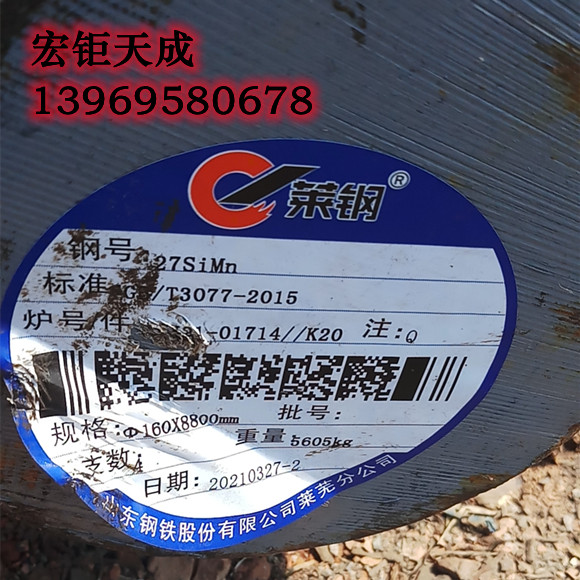 宏钜天成
13969580678
莱钢®
钢号 27SiMn
标准 G /T3077-2015
炉号 件 1-01714//K20 注:Q
批号:
规格:Φ160X8800mm 重量:5605kg
支数
日期: 20210327-2
东钢铁股份有限公司莱芜分公司